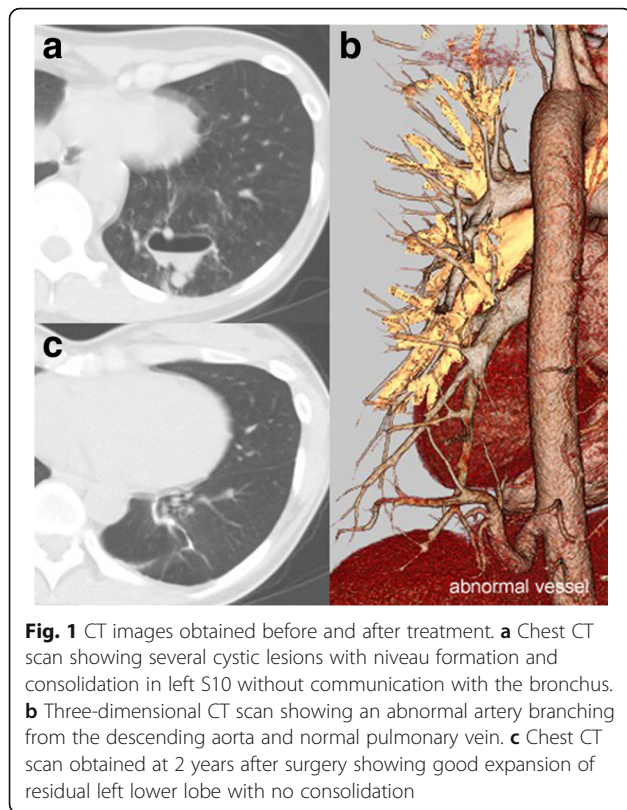 a
b
c
abnormal vessel
Fig. 1 CT images obtained before and after treatment. a Chest CT
scan showing several cystic lesions with niveau formation and
consolidation in left S10 without communication with the bronchus.
b Three-dimensional CT scan showing an abnormal artery branching
from the descending aorta and normal pulmonary vein. c Chest CT
scan obtained at 2 years after surgery showing good expansion of
residual left lower lobe with no consolidation